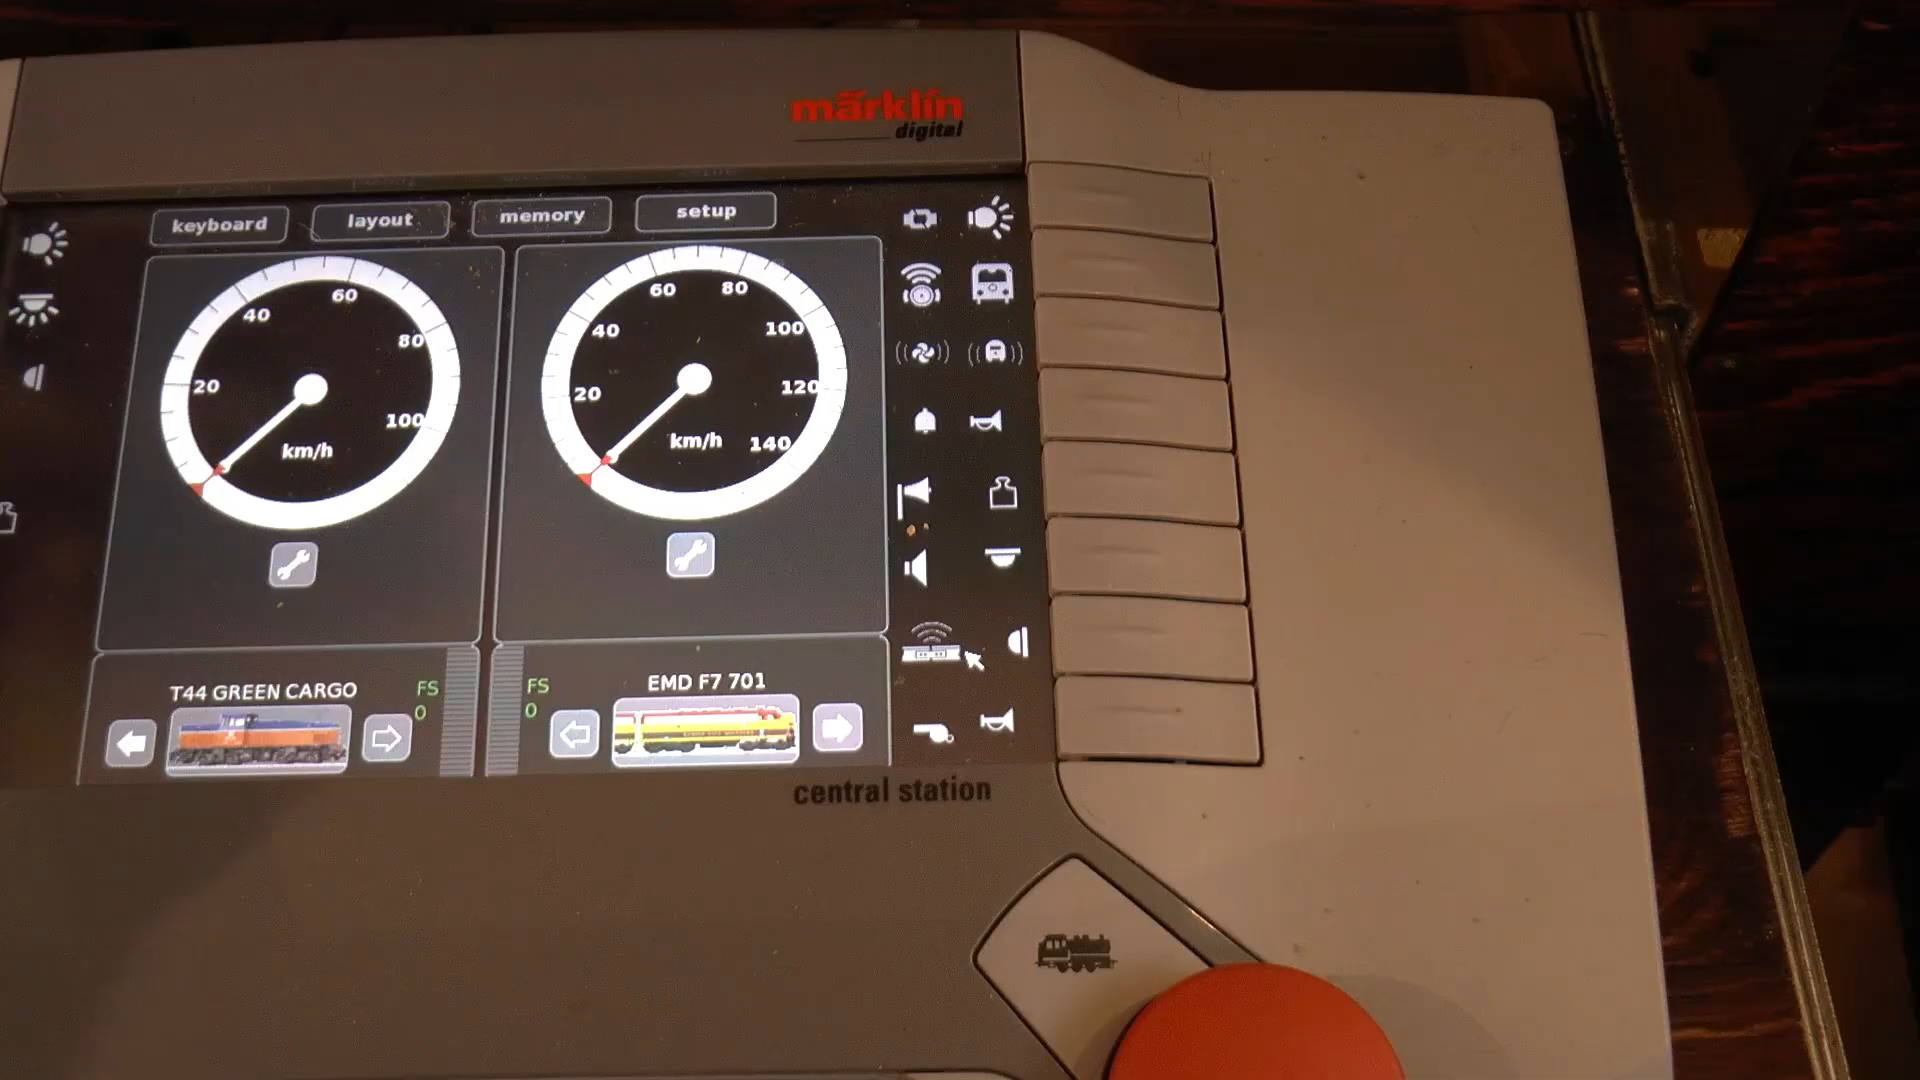 märklin
digital
keyboard
layout
memory
setup
20
40
60
80
100
km/h
20
40
60
80
100
120
140
km/h
T44 GREEN CARGO
FS
0
FS
0
EMD F7 701
central station